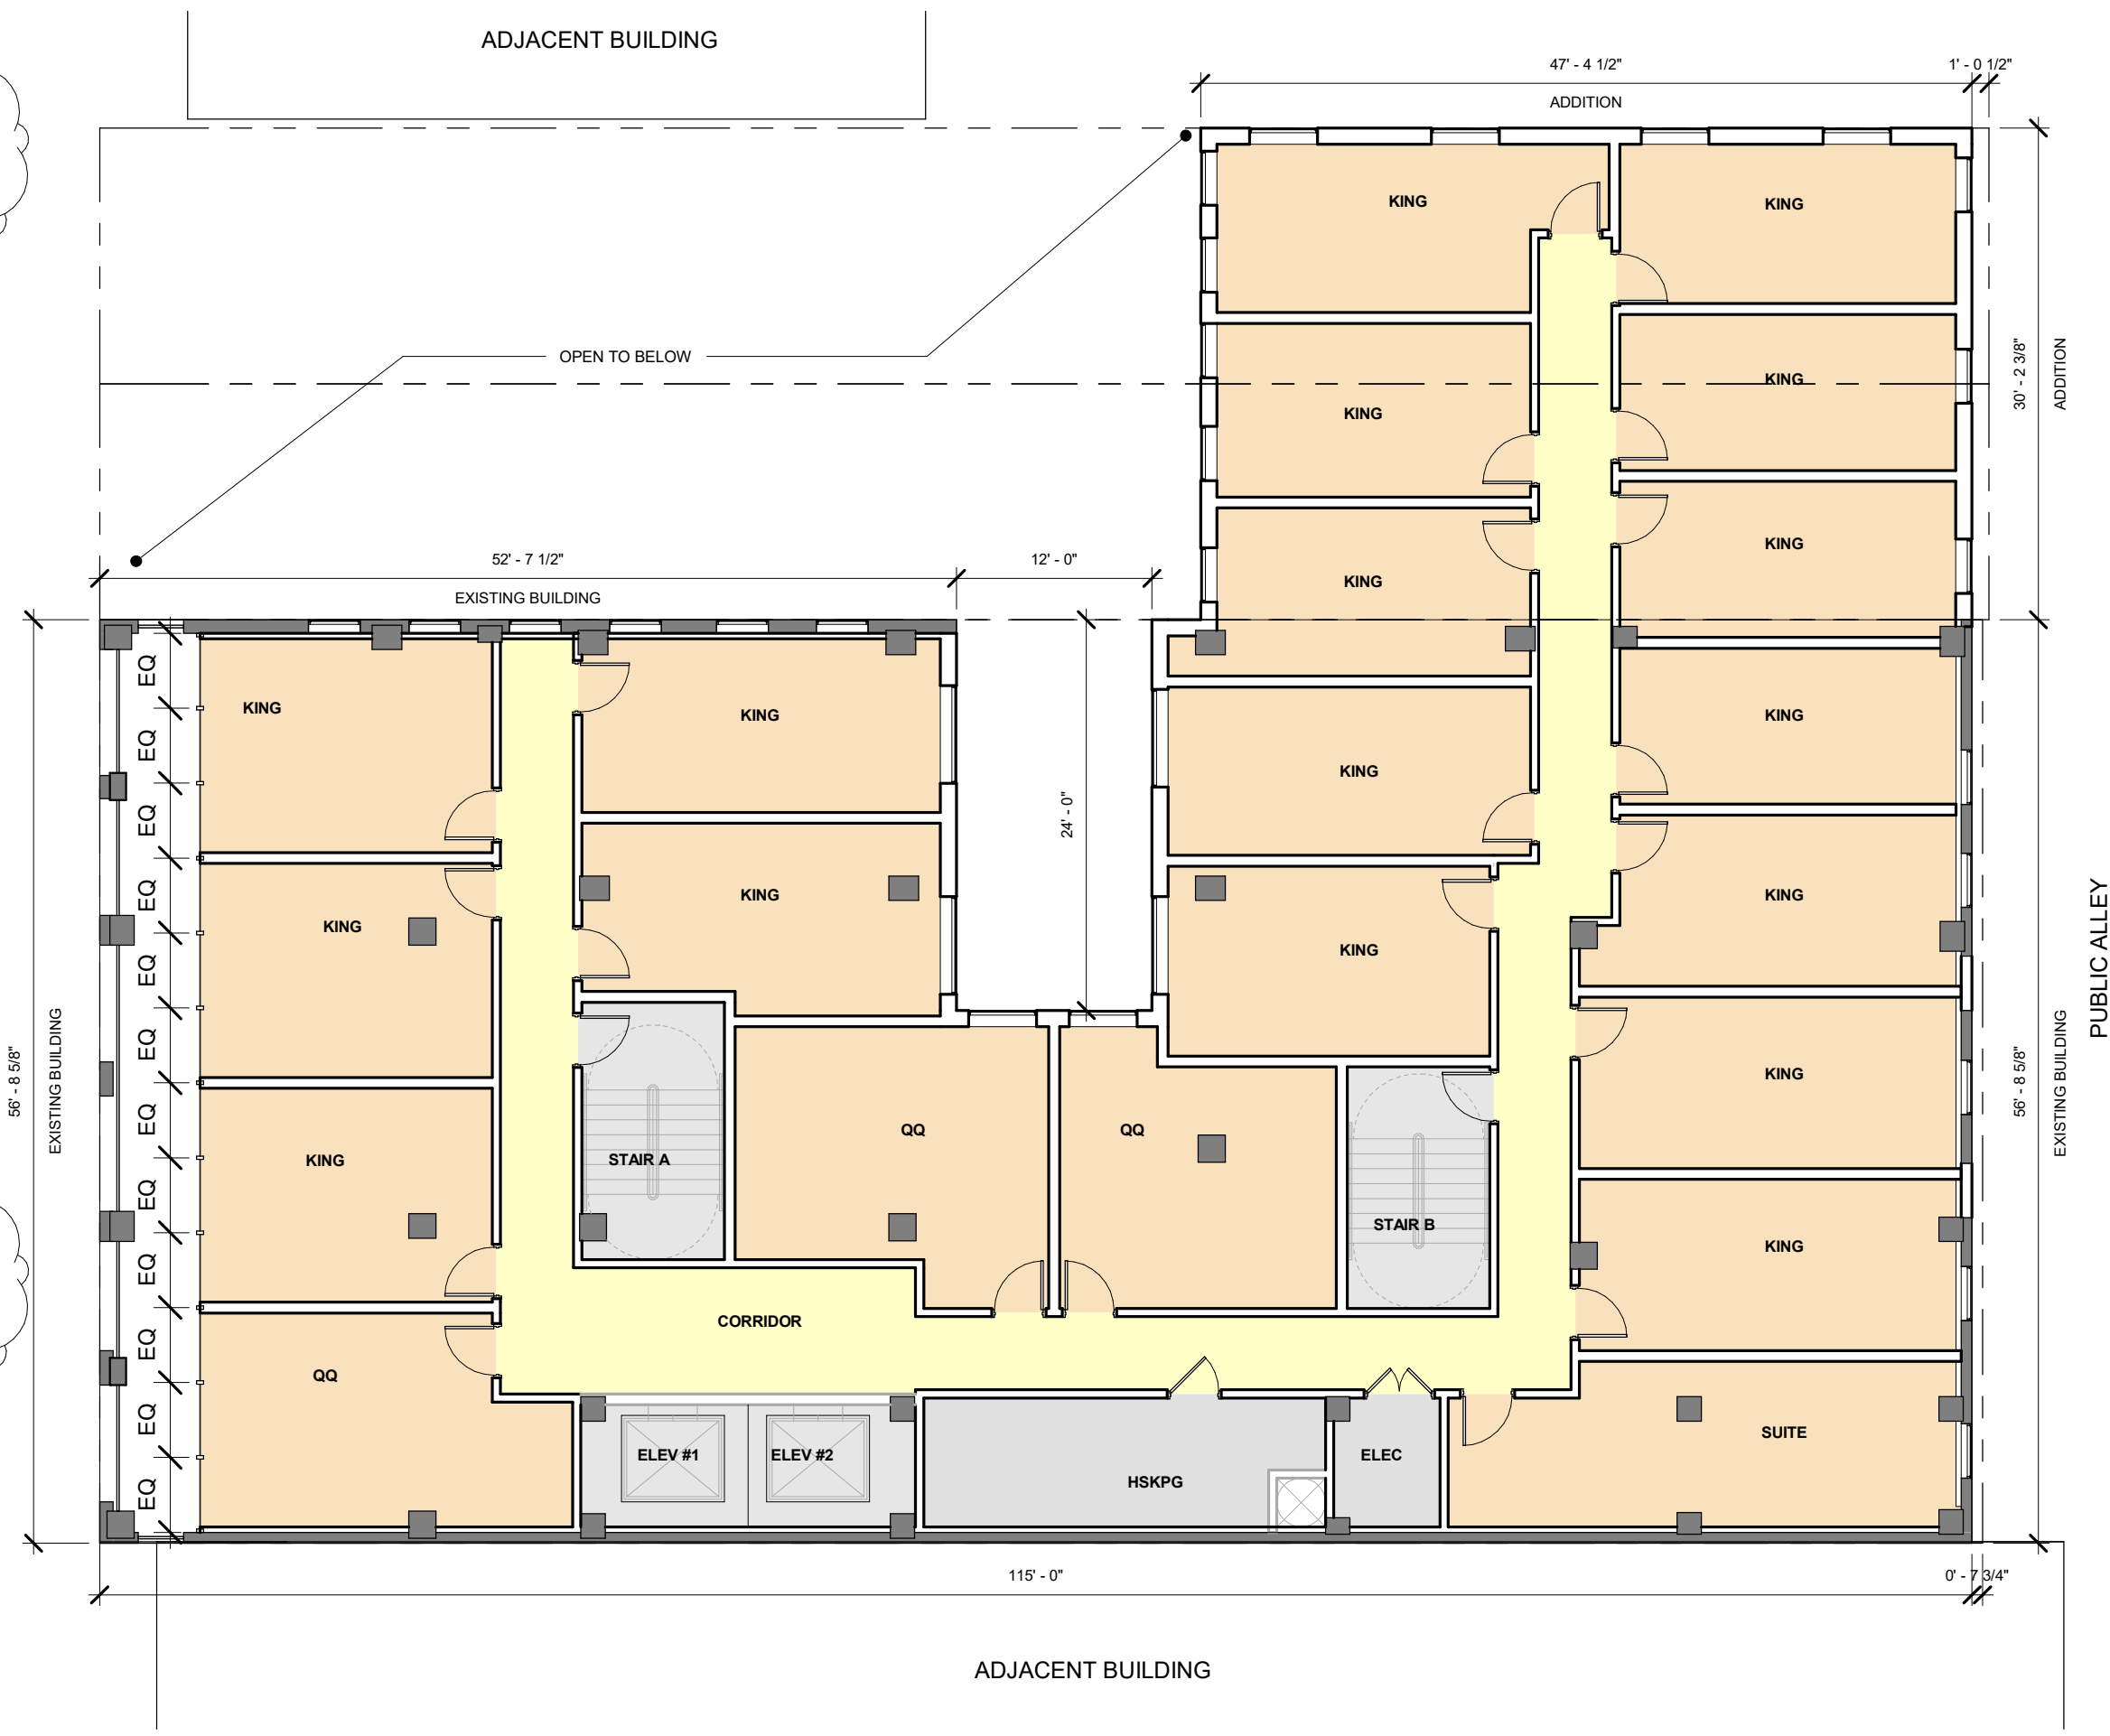 ADJACENT BUILDING
47' - 4 1/2"
1' - 0 1/2"
ADDITION
KING
KING
OPEN TO BELOW
KING
KING
30' - 2 3/8"
ADDITION
KING
KING
52' - 7 1/2"
12' - 0"
EXISTING BUILDING
EQ
EQ
EQ
EQ
EQ
EQ
EQ
EQ
EQ
EQ
EQ
EQ
KING
KING
KING
KING
24' - 0"
KING
KING
KING
KING
KING
56' - 8 5/8"
EXISTING BUILDING
KING
STAIR A
QQ
QQ
STAIR B
KING
KING
56' - 8 5/8"
EXISTING BUILDING
PUBLIC ALLEY
CORRIDOR
QQ
ELEV #1
ELEV #2
HSKPG
ELEC
SUITE
115' - 0"
0' - 7 3/4"
ADJACENT BUILDING